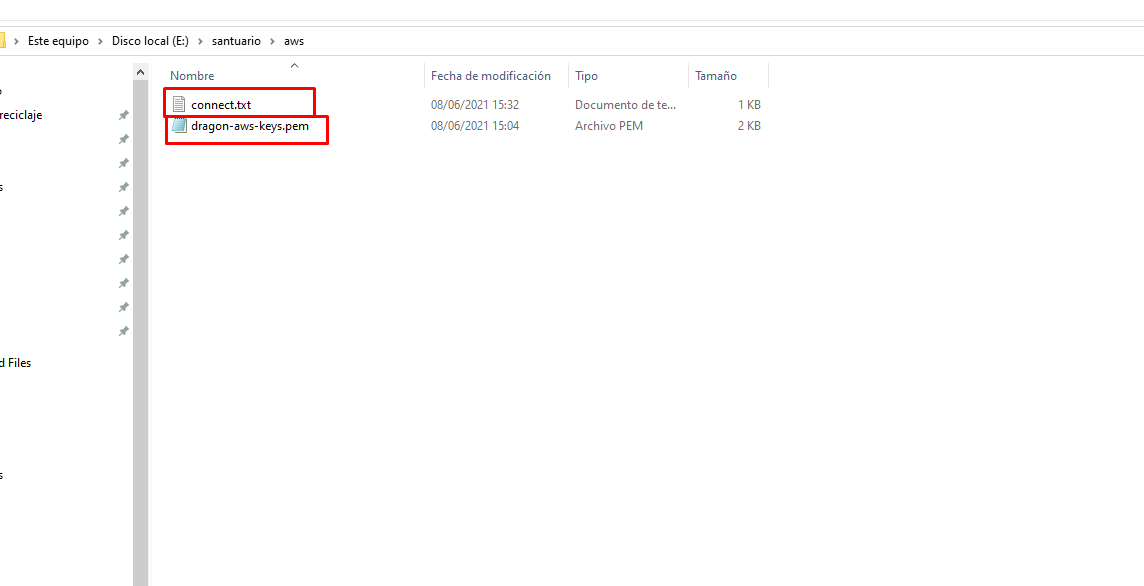 Este equipo > Disco local (E:) > santuario > aws
Nombre Fecha de modificación Tipo Tamaño
connect.txt 08/06/2021 15:32 Documento de te... 1 KB
reciclaje
dragon-aws-keys.pem 08/06/2021 15:04 Archivo PEM 2 KB
s
d Files
s